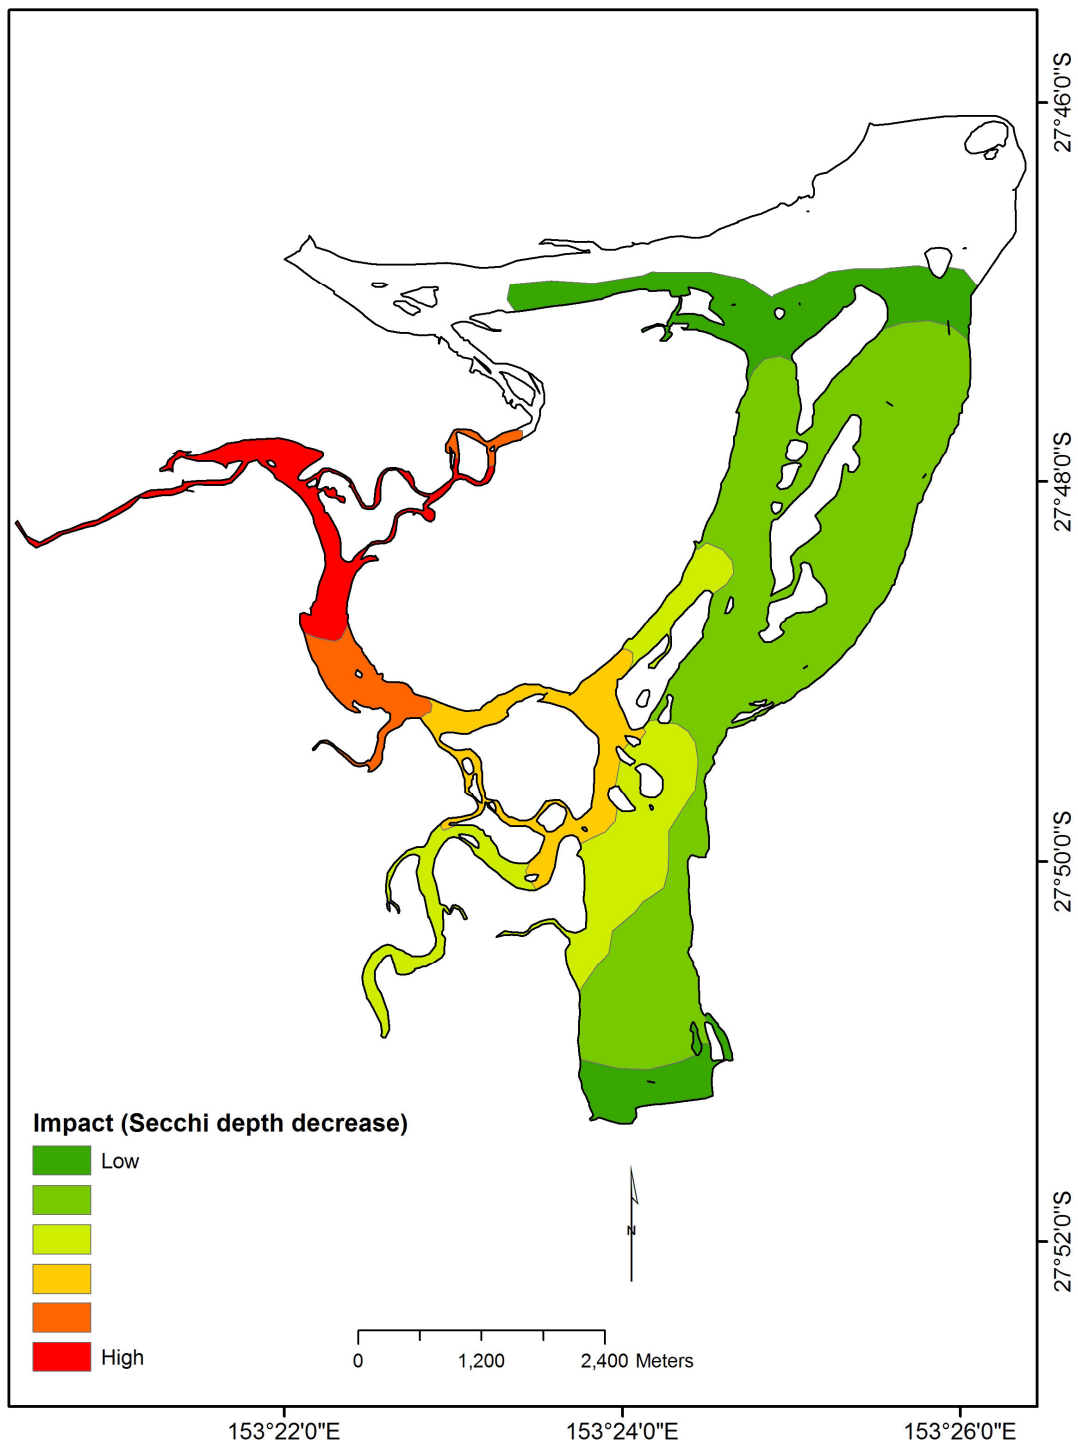 27°46'0"S
27°48'0"S
27°50'0"S
27°52'0"S
Impact (Secchi depth decrease)
Low
High
N
0 1,200 2,400 Meters
153°22'0"E 153°24'0"E 153°26'0"E